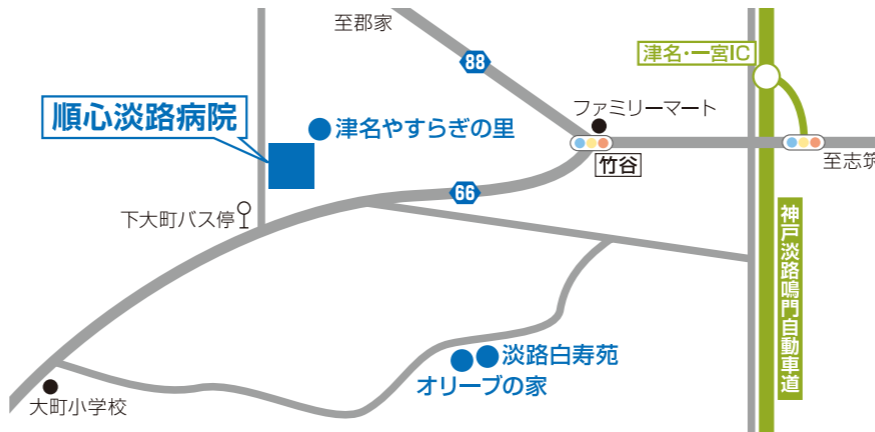 至郡家
88
津名・一宮IC
順心淡路病院
津名やすらぎの里
ファミリーマート
竹谷
至志筑
66
下大町バス停
神戸淡路鳴門自動車道
淡路白寿苑
オリーブの家
大町小学校